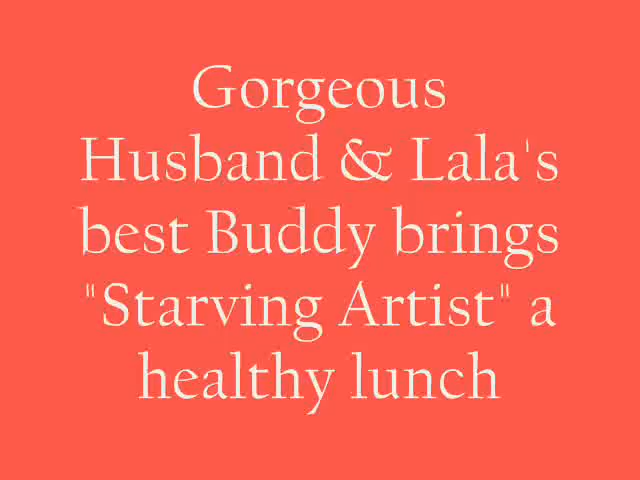 Gorgeous
Husband & Lala's
best Buddy brings
"Starving Artist" a
healthy lunch